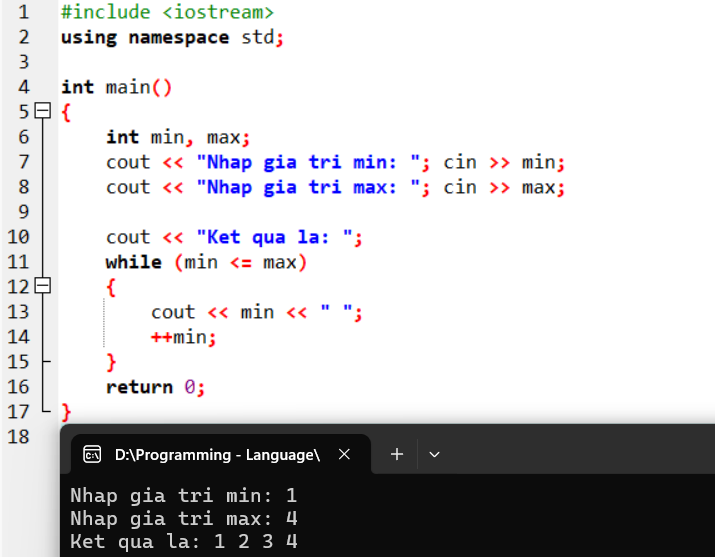 1 #include <iostream>
2 using namespace std;
3
4 int main()
5 {
6     int min, max;
7     cout << "Nhap gia tri min: "; cin >> min;
8     cout << "Nhap gia tri max: "; cin >> max;
9
10     cout << "Ket qua la: ";
11     while (min <= max)
12     {
13         cout << min << " ";
14         ++min;
15     }
16     return 0;
17 }
18
D:\Programming - Language\
Nhap gia tri min: 1
Nhap gia tri max: 4
Ket qua la: 1 2 3 4